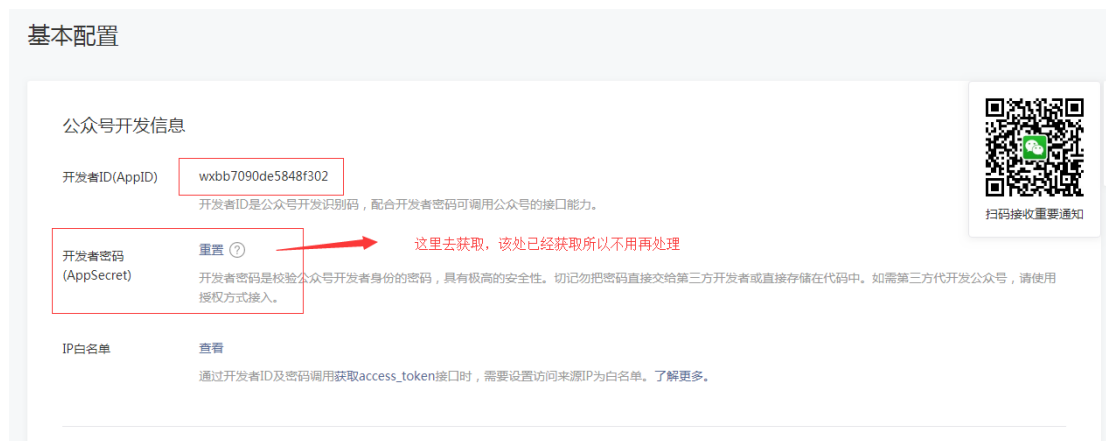 基本配置
公众号开发信息
开发者ID(AppID)
wxbb7090de5848f302
开发者ID是公众号开发识别码，配合开发者密码可调用公众号的接口能力。
扫码接收重要通知
开发者密码
(AppSecret)
重置 ?
这里去获取，该处已经获取所以不用再处理
开发者密码是校验公众号开发者身份的密码，具有极高的安全性。切记勿把密码直接交给第三方开发者或直接存储在代码中。如需第三方代开发公众号，请使用
授权方式接入。
IP白名单
查看
通过开发者ID及密码调用获取access_token接口时，需要设置访问来源IP为白名单。了解更多。